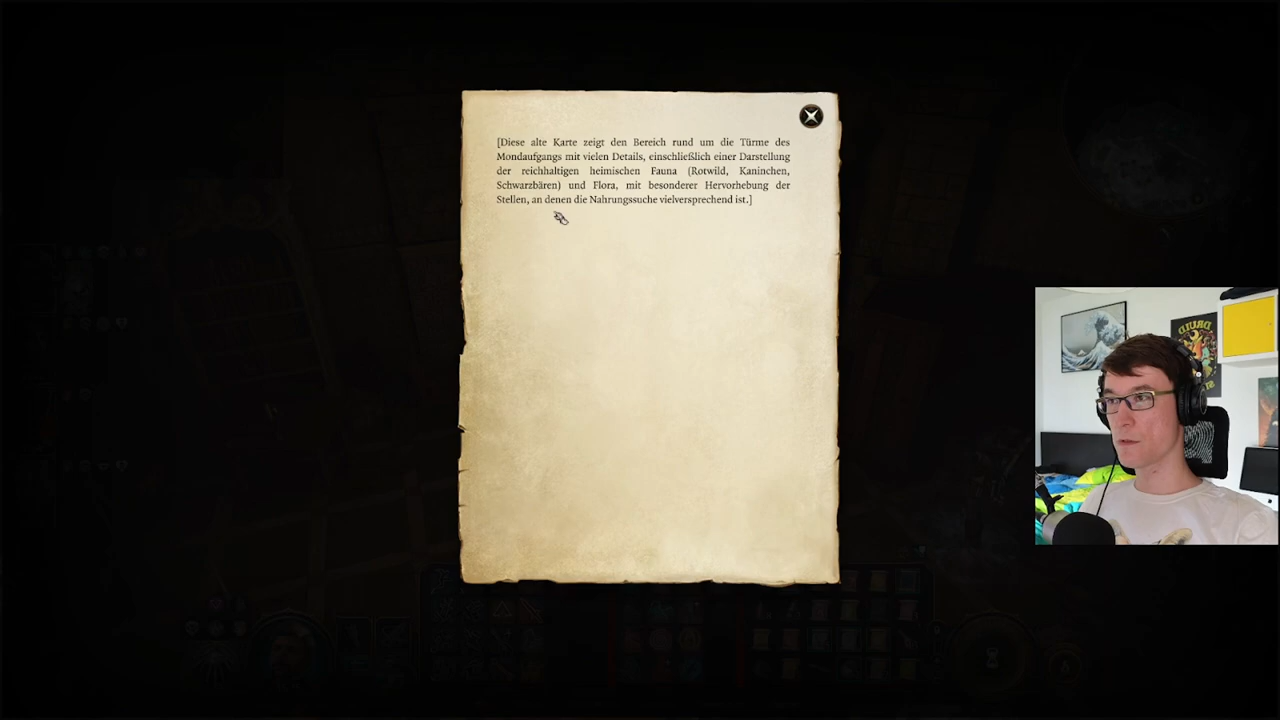 [Diese alte Karte zeigt den Bereich rund um die Türme des
Mondaufgangs mit vielen Details, einschließlich einer Darstellung
der reichhaltigen heimischen Fauna (Rotwild, Kaninchen,
Schwarzbären) und Flora, mit besonderer Hervorhebung der
Stellen, an denen die Nahrungssuche vielversprechend ist.]
DRUID